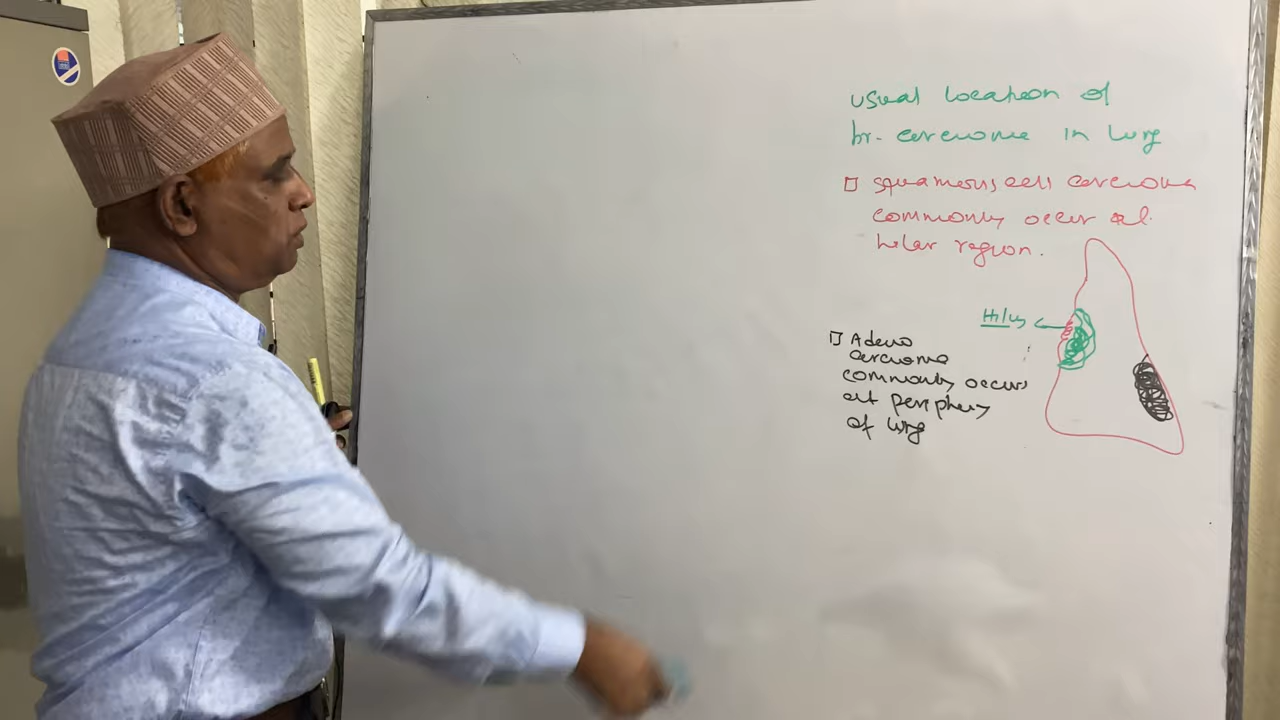 usual location of
br. carcinoma in lung
□ squamous cell carcinoma
commonly occur at
hilar region.
Hilus
□ Adeno
carcinoma
commonly occurs
at periphery
of lung